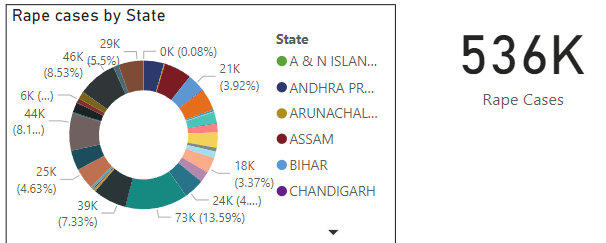 Rape cases by State
29K
(5.5%)
0K (0.08%)
46K
(8.53%)
21K
(3.92%)
6K (...)
44K
(8.1...)
18K
(3.37%)
25K
(4.63%)
24K (4....)
39K
(7.33%)
73K (13.59%)
State
A & N ISLAN...
ANDHRA PR...
ARUNACHAL...
ASSAM
BIHAR
CHANDIGARH
536K
Rape Cases